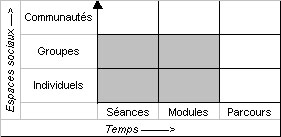 Espaces sociaux
Communautés
Groupes
Individuels
Séances Modules Parcours
Temps